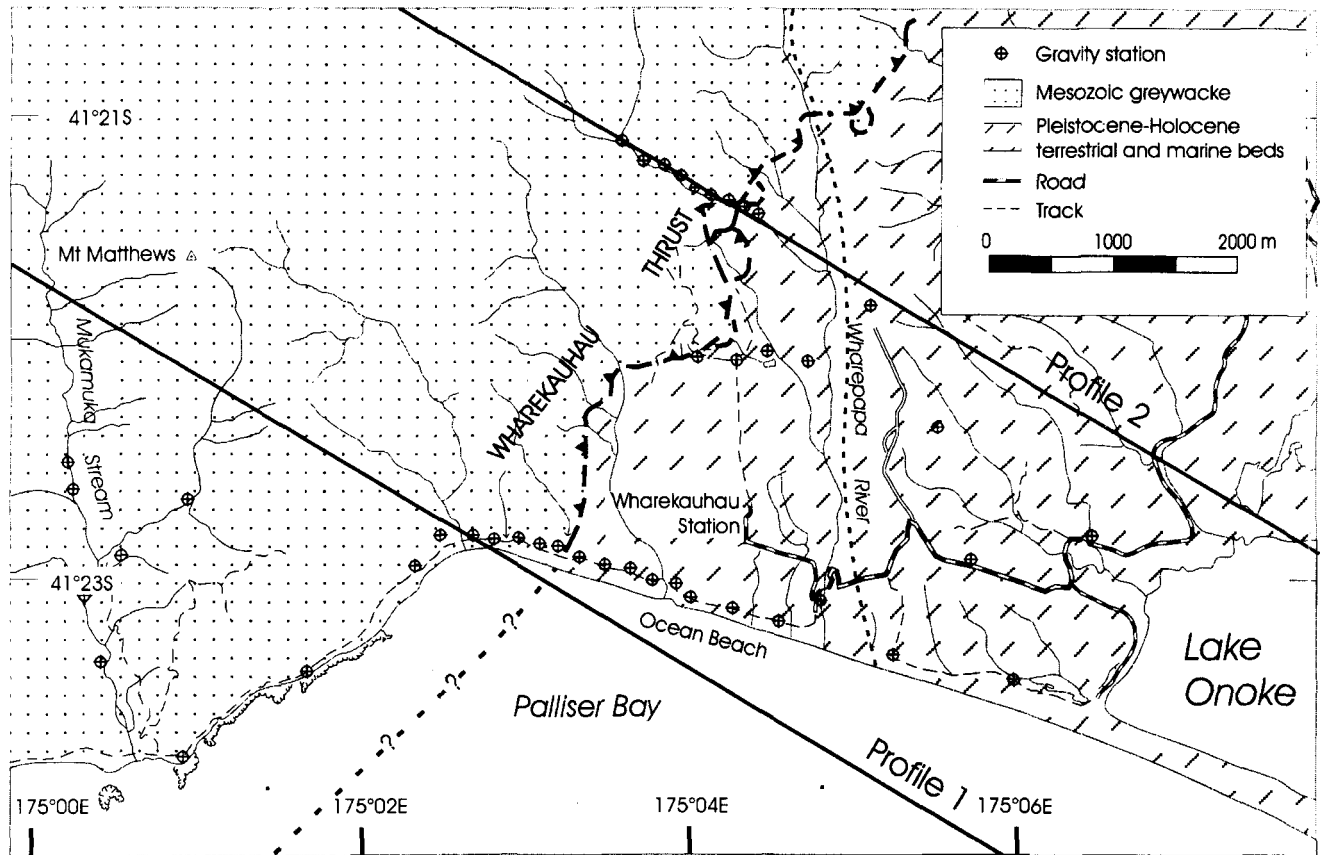 Gravity station
Mesozoic greywacke
Pleistocene-Holocene
terrestrial and marine beds
Road
Track
0 1000 2000 m
41°21S
Mt Matthews
Mukamuka
Stream
THRUST
WHAREKAUHAU
Wharepapa
River
Profile 2
Wharekauhau
Station
41°23S
Ocean Beach
Lake
Onoke
?
Palliser Bay
?
Profile 1
175°00E
175°02E
175°04E
175°06E